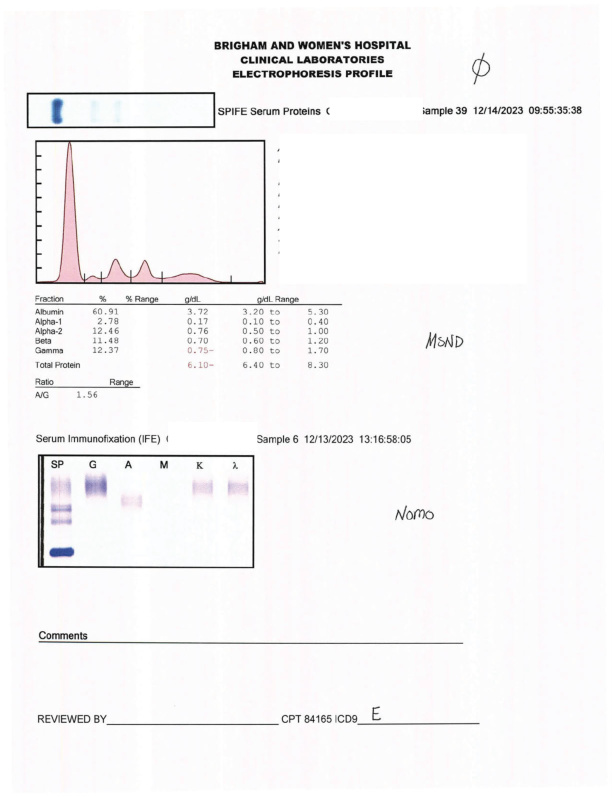 BRIGHAM AND WOMEN'S HOSPITAL
CLINICAL LABORATORIES
ELECTROPHORESIS PROFILE
φ
SPIFE Serum Proteins ( Sample 39 12/14/2023 09:55:35:38
Fraction % % Range g/dL g/dL Range
Albumin 60.91 3.72 3.20 to 5.30
Alpha-1 2.78 0.17 0.10 to 0.40
Alpha-2 12.46 0.76 0.50 to 1.00
Beta 11.48 0.70 0.60 to 1.20
Gamma 12.37 0.75- 0.80 to 1.70
Total Protein 6.10- 6.40 to 8.30
MSND
Ratio Range
A/G 1.56
Serum Immunofixation (IFE) ( Sample 6 12/13/2023 13:16:58:05
SP G A M K λ
NOMO
Comments
REVIEWED BY CPT 84165 ICD9 E